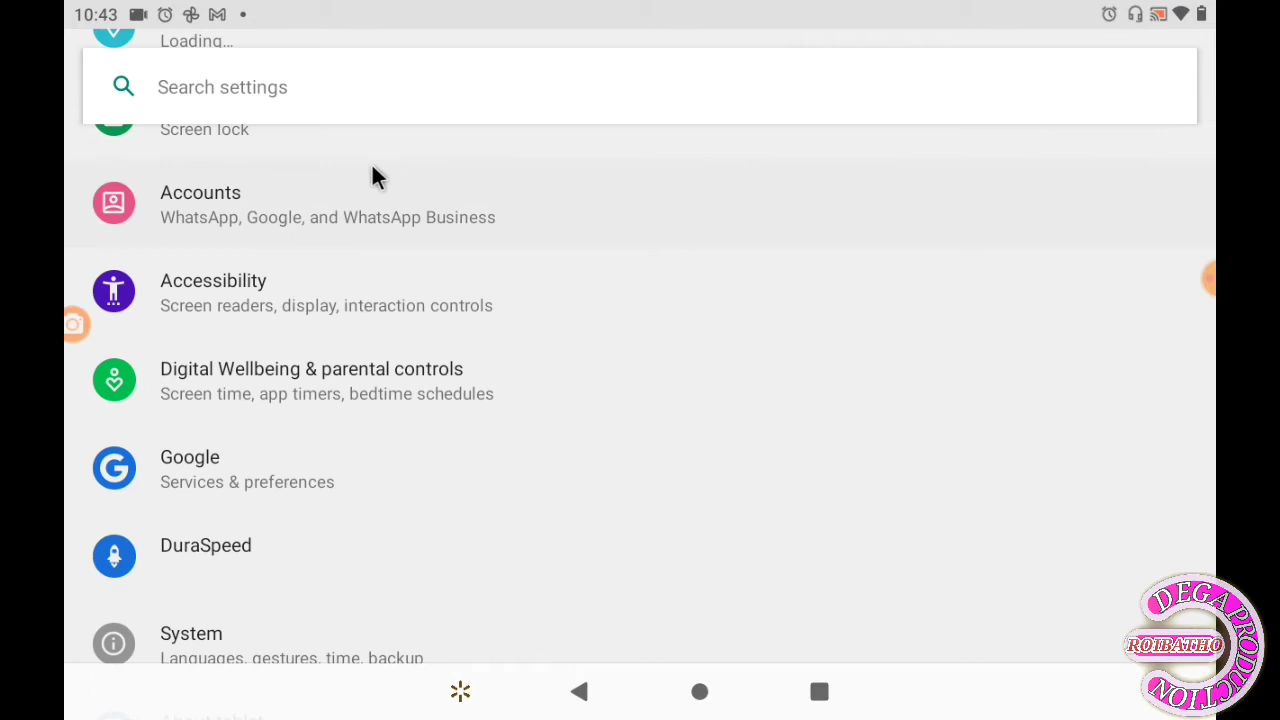 10:43
Loading…
Search settings
Screen lock
Accounts
WhatsApp, Google, and WhatsApp Business
Accessibility
Screen readers, display, interaction controls
Digital Wellbeing & parental controls
Screen time, app timers, bedtime schedules
Google
Services & preferences
DuraSpeed
System
Languages, gestures, time, backup
About tablet
DEGA PRODUCTION
ROIBATHO